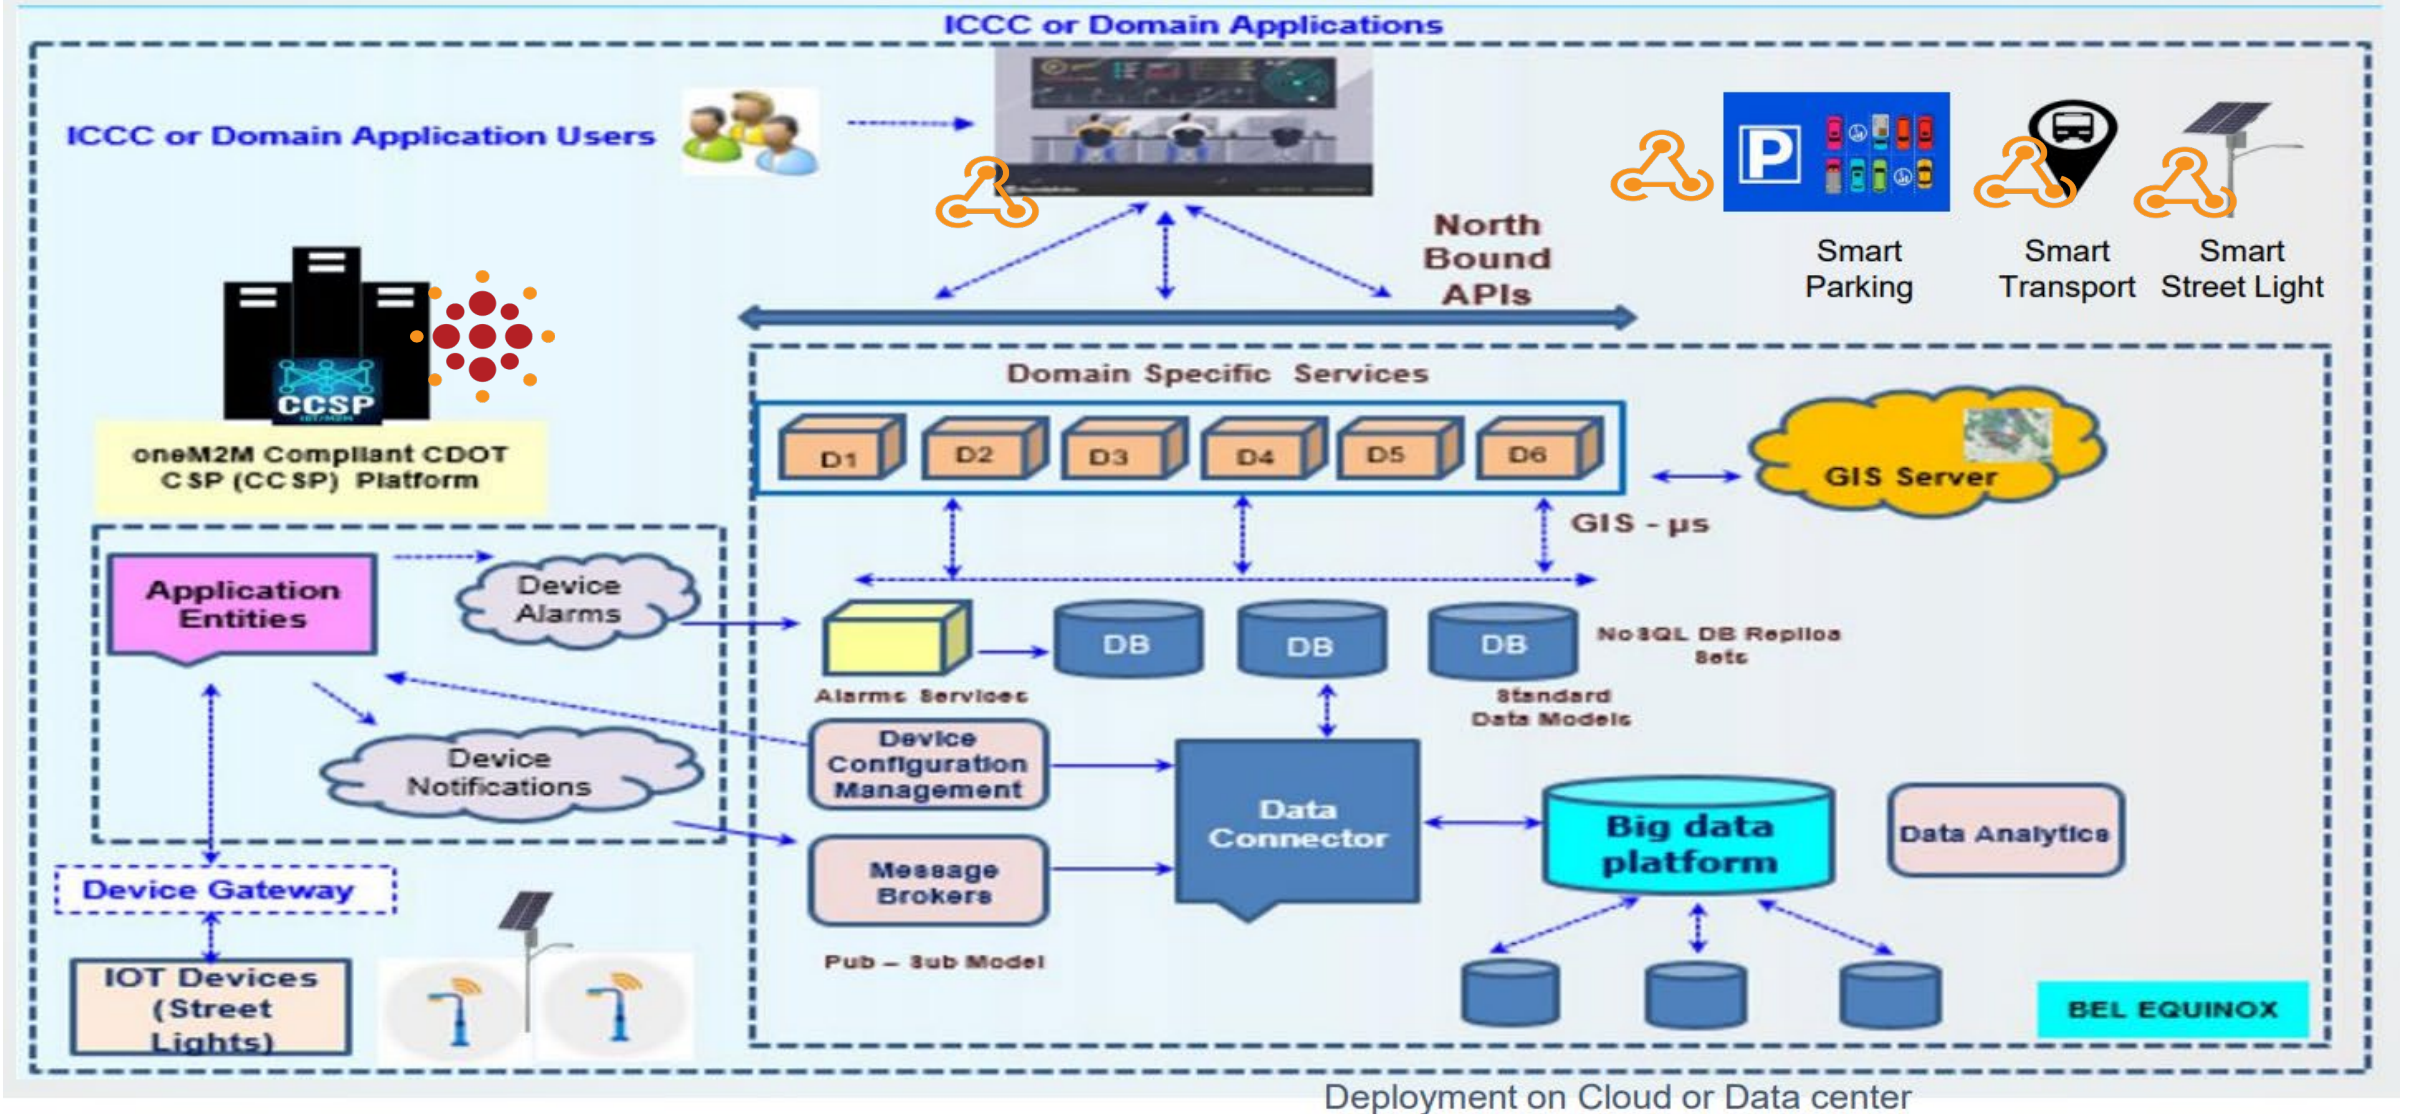 ICCC or Domain Applications
ICCC or Domain Application Users
P
North
Bound
APIs
Smart
Parking
Smart
Transport
Smart
Street Light
CCSP
oneM2M Compliant CDOT
CSP (CCSP) Platform
Domain Specific Services
D1
D2
D3
D4
D5
D6
GIS Server
GIS - µs
Application
Entities
Device
Alarms
Alarms Services
DB
DB
DB
NoSQL DB Replica
Sets
Standard
Data Models
Device
Notifications
Device
Configuration
Management
Message
Brokers
Pub – Sub Model
Data
Connector
Big data
platform
Data Analytics
Device Gateway
IOT Devices
(Street
Lights)
BEL EQUINOX
Deployment on Cloud or Data center